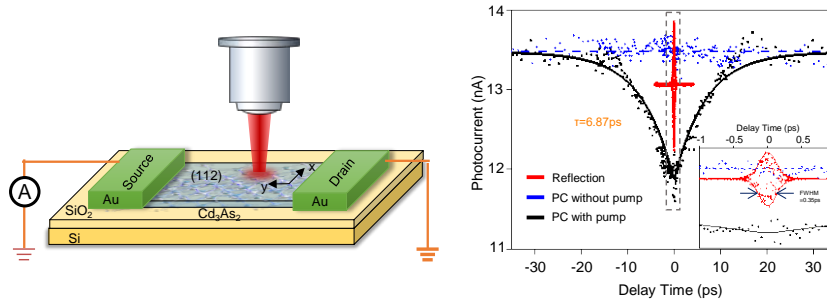 A
Source
Au
(112)
x
y
Drain
Au
SiO2
Cd3As2
Si
14
13
12
11
Photocurrent (nA)
τ=6.87ps
Reflection
PC without pump
PC with pump
Delay Time (ps)
-1 -0.5 0 0.5
FWHM
=0.35ps
-30 -20 -10 0 10 20 30
Delay Time (ps)